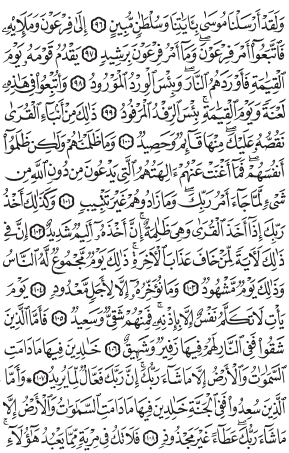 وَلَقَدْ أَرْسَلْنَا مُوسَىٰ بِـَٔايَٰتِنَا وَسُلْطَٰنٍ مُّبِينٍ ٩٦ إِلَىٰ فِرْعَوْنَ وَمَلَإِيْهِۦ
فَٱتَّبَعُوٓا۟ أَمْرَ فِرْعَوْنَ وَمَآ أَمْرُ فِرْعَوْنَ بِرَشِيدٍ ٩٧ يَقْدُمُ قَوْمَهُۥ يَوْمَ
ٱلْقِيَٰمَةِ فَأَوْرَدَهُمُ ٱلنَّارَ وَبِئْسَ ٱلْوِرْدُ ٱلْمَوْرُودُ ٩٨ وَأُتْبِعُوا۟ فِى هَٰذِهِۦ
لَعْنَةً وَيَوْمَ ٱلْقِيَٰمَةِ بِئْسَ ٱلرِّفْدُ ٱلْمَرْفُودُ ٩٩ ذَٰلِكَ مِنْ أَنۢبَآءِ ٱلْقُرَىٰ
نَقُصُّهُۥ عَلَيْكَ مِنْهَا قَآئِمٌ وَحَصِيدٌ ١٠٠ وَمَا ظَلَمْنَٰهُمْ وَلَٰكِن ظَلَمُوٓا۟
أَنفُسَهُمْ فَمَآ أَغْنَتْ عَنْهُمْ ءَالِهَتُهُمُ ٱلَّتِى يَدْعُونَ مِن دُونِ ٱللَّهِ مِن
شَىْءٍ لَّمَّا جَآءَ أَمْرُ رَبِّكَ وَمَا زَادُوهُمْ غَيْرَ تَتْبِيبٍ ١٠١ وَكَذَٰلِكَ أَخْذُ
رَبِّكَ إِذَآ أَخَذَ ٱلْقُرَىٰ وَهِىَ ظَٰلِمَةٌ إِنَّ أَخْذَهُۥٓ أَلِيمٌ شَدِيدٌ ١٠٢ إِنَّ فِى
ذَٰلِكَ لَءَايَةً لِّمَنْ خَافَ عَذَابَ ٱلْءَاخِرَةِ ذَٰلِكَ يَوْمٌ مَّجْمُوعٌ لَّهُ ٱلنَّاسُ
وَذَٰلِكَ يَوْمٌ مَّشْهُودٌ ١٠٣ وَمَا نُؤَخِّرُهُۥٓ إِلَّا لِأَجَلٍ مَّعْدُودٍ ١٠٤ يَوْمَ
يَأْتِ لَا تَكَلَّمُ نَفْسٌ إِلَّا بِإِذْنِهِۦ فَمِنْهُمْ شَقِىٌّ وَسَعِيدٌ ١٠٥ فَأَمَّا ٱلَّذِينَ
شَقُوا۟ فَفِى ٱلنَّارِ لَهُمْ فِيهَا زَفِيرٌ وَشَهِيقٌ ١٠٦ خَٰلِدِينَ فِيهَا مَا دَامَتِ
ٱلسَّمَٰوَٰتُ وَٱلْأَرْضُ إِلَّا مَا شَآءَ رَبُّكَ إِنَّ رَبَّكَ فَعَّالٌ لِّمَا يُرِيدُ ١٠٧ وَأَمَّا
ٱلَّذِينَ سُعِدُوا۟ فَفِى ٱلْجَنَّةِ خَٰلِدِينَ فِيهَا مَا دَامَتِ ٱلسَّمَٰوَٰتُ وَٱلْأَرْضُ إِلَّا
مَا شَآءَ رَبُّكَ عَطَآءً غَيْرَ مَجْذُوذٍ ١٠٨ فَلَا تَكُ فِى مِرْيَةٍ مِّمَّا يَعْبُدُ هَٰٓؤُلَآءِ